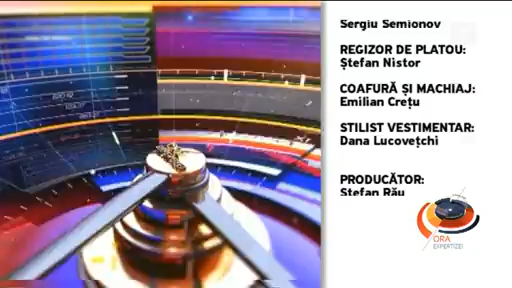 Sergiu Semionov
REGIZOR DE PLATOU:
Ștefan Nistor
COAFURĂ ȘI MACHIAJ:
Emilian Crețu
STILIST VESTIMENTAR:
Dana Lucovețchi
PRODUCĂTOR:
Ștefan Rău
ORA
EXPERTIZEI